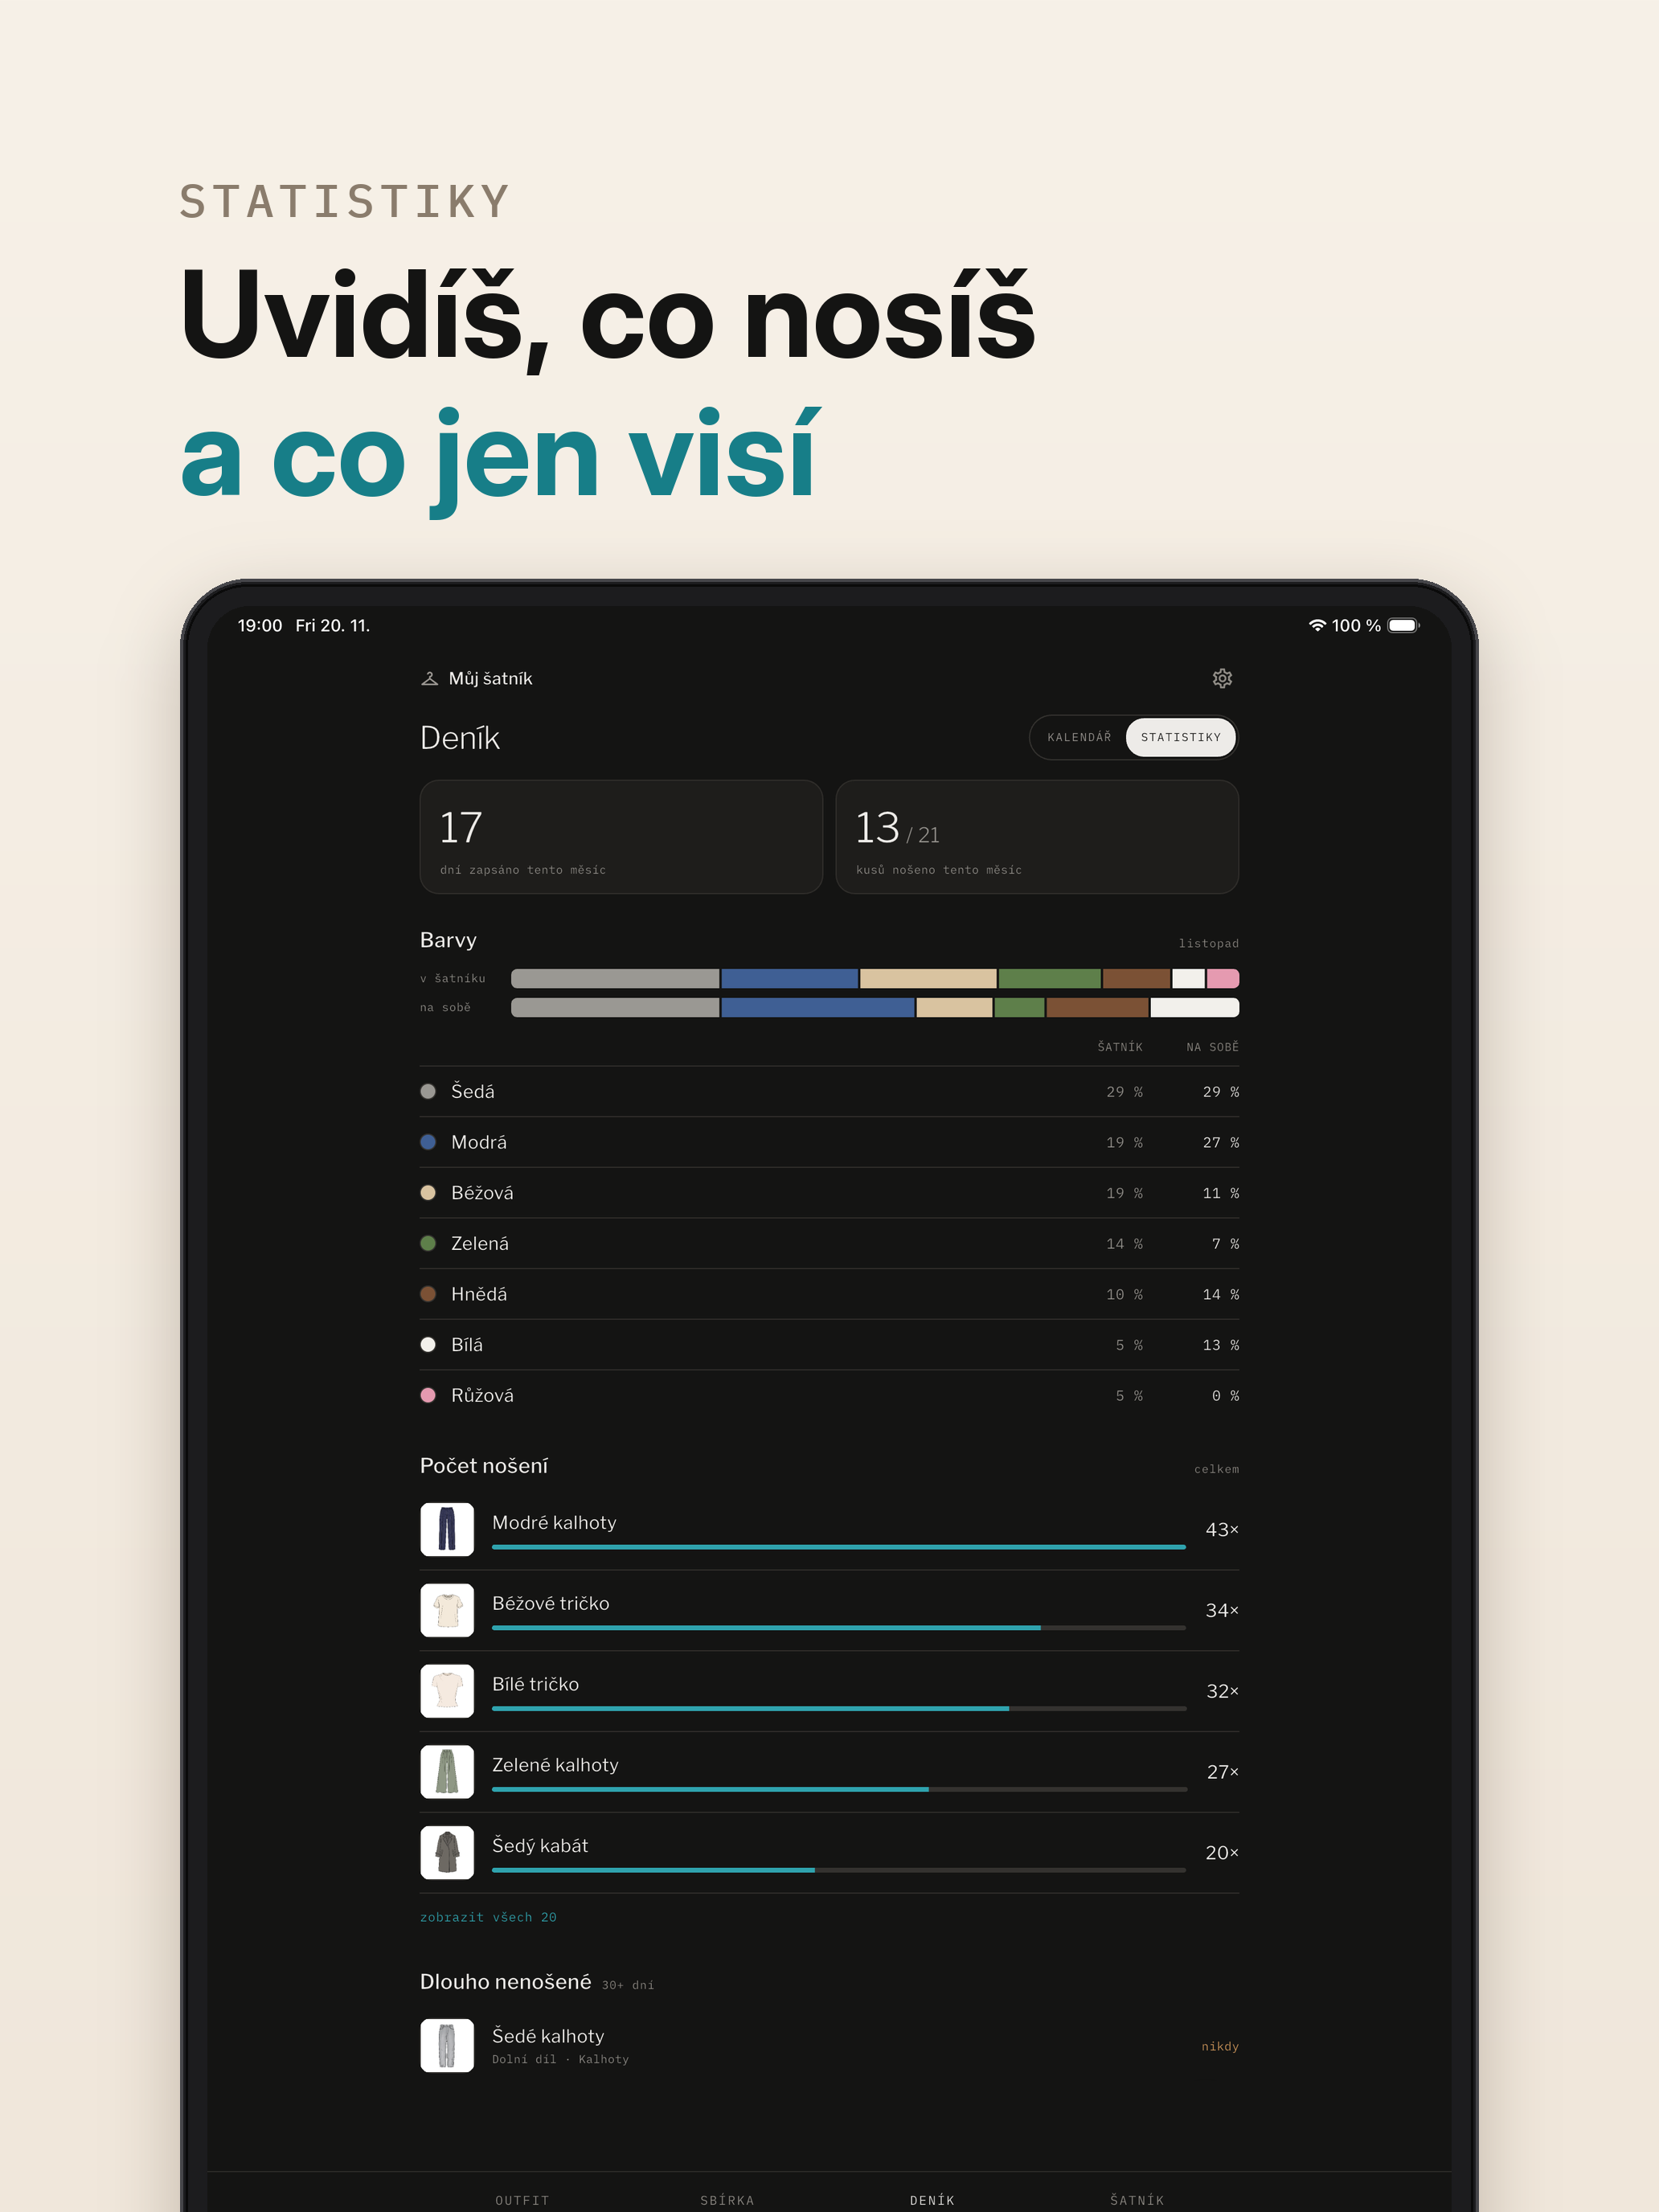 STATISTIKY
Uvidíš, co nosíš
a co jen visí
19:00 Fri 20. 11. 100 %
Můj šatník
Deník KALENDÁŘ STATISTIKY
17
dní zapsáno tento měsíc
13 / 21
kusů nošeno tento měsíc
Barvy listopad
v šatníku
na sobě
ŠATNÍK NA SOBĚ
Šedá 29 % 29 %
Modrá 19 % 27 %
Béžová 19 % 11 %
Zelená 14 % 7 %
Hnědá 10 % 14 %
Bílá 5 % 13 %
Růžová 5 % 0 %
Počet nošení celkem
Modré kalhoty 43×
Béžové tričko 34×
Bílé tričko 32×
Zelené kalhoty 27×
Šedý kabát 20×
zobrazit všech 20
Dlouho nenošené 30+ dní
Šedé kalhoty
Dolní díl · Kalhoty nikdy
OUTFIT SBÍRKA DENÍK ŠATNÍK